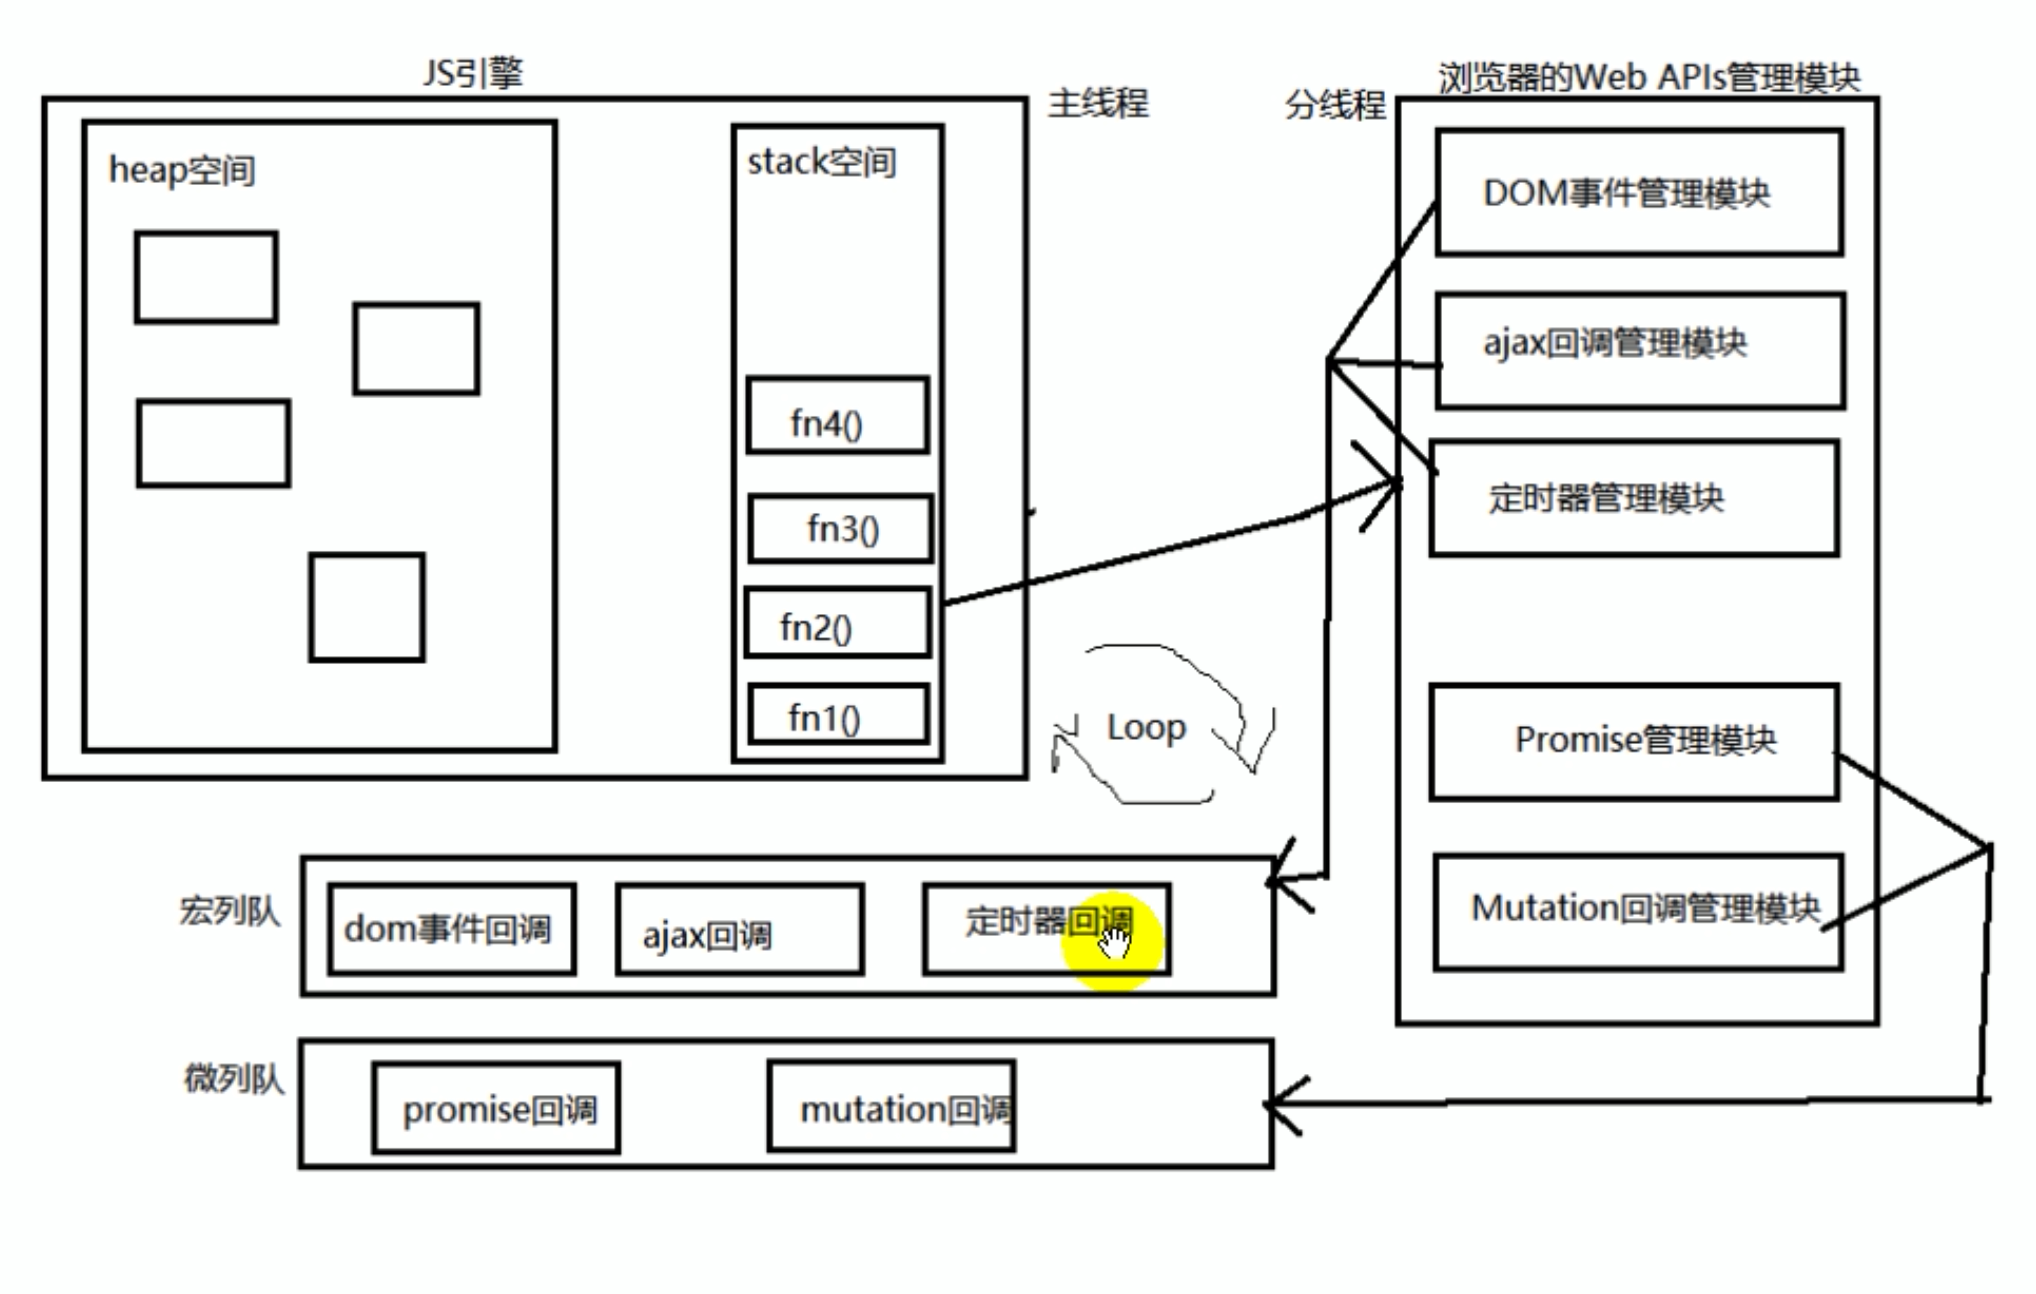 JS引擎
主线程
heap空间
stack空间
fn4()
fn3()
fn2()
fn1()
分线程
浏览器的Web APIs管理模块
DOM事件管理模块
ajax回调管理模块
定时器管理模块
Promise管理模块
Mutation回调管理模块
Loop
宏列队
dom事件回调
ajax回调
定时器回调
微列队
promise回调
mutation回调